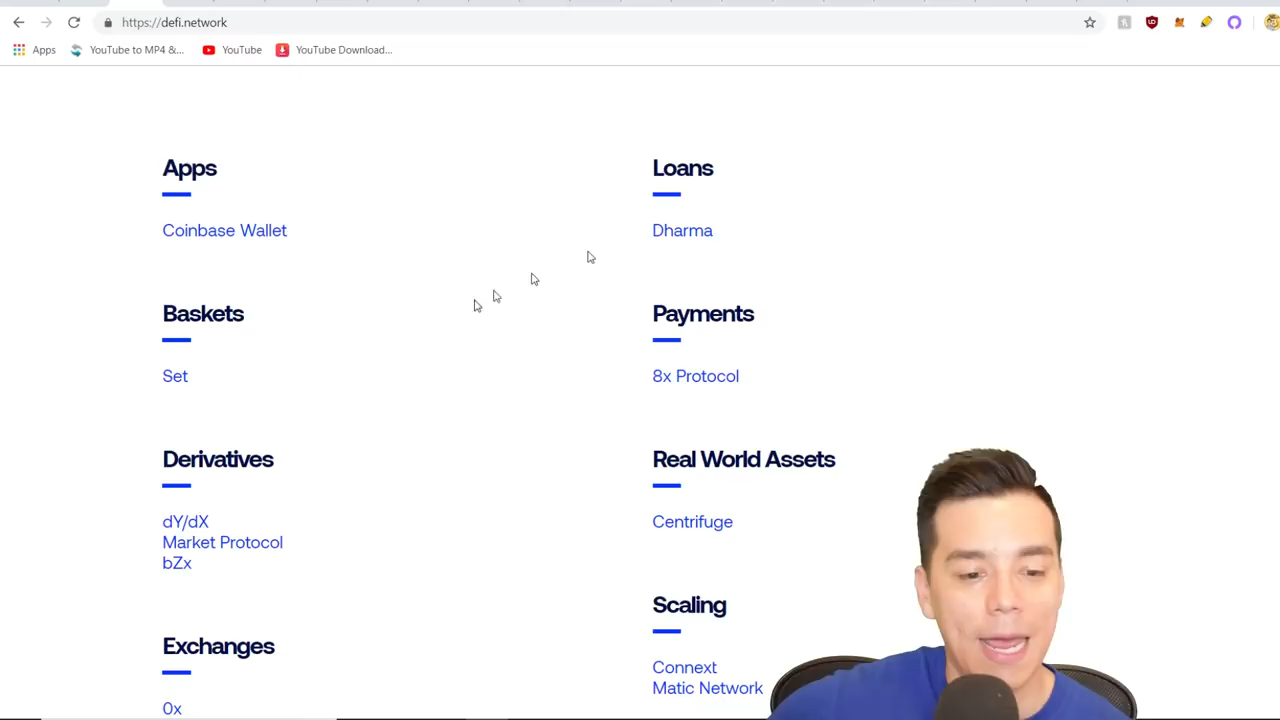 https://defi.network
Apps
YouTube to MP4 &...
YouTube
YouTube Download...
Apps
Coinbase Wallet
Baskets
Set
Derivatives
dY/dX
Market Protocol
bZx
Exchanges
0x
Loans
Dharma
Payments
8x Protocol
Real World Assets
Centrifuge
Scaling
Connext
Matic Network